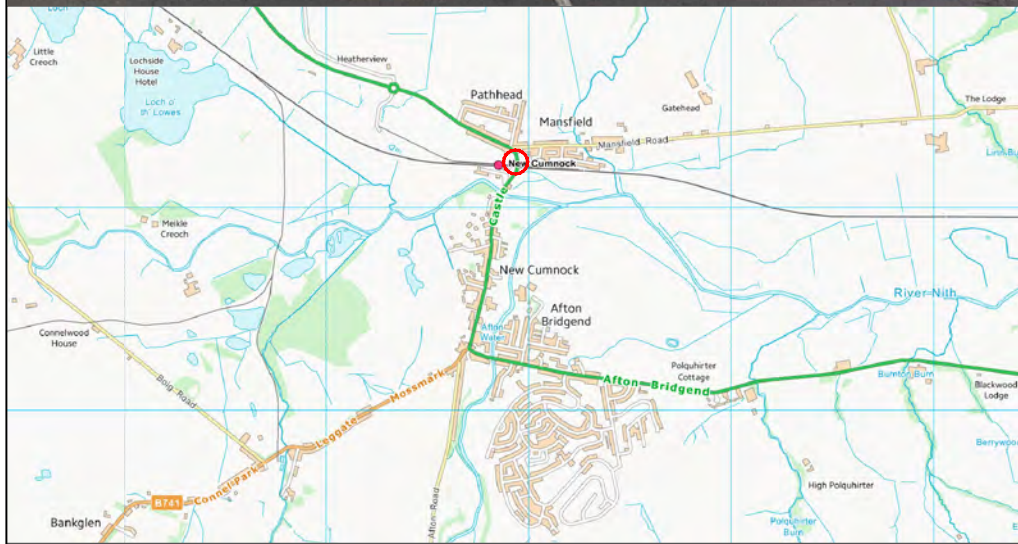 Loch
Little
Creoch
Lochside
House
Hotel
Loch o'
th' Lowes
Heatherview
Pathhead
Mansfield
Gatehead
The Lodge
Mansfield Road
New Cumnock
Castle
Meikle
Creoch
New Cumnock
Afton
Bridgend
River Nith
Afton
Water
Connelwood
House
Boig Road
Polquhirter
Cottage
Afton Bridgend
Burnton Burn
Blackwood
Lodge
Mossmark
Leggate
Connel Park
B741
Bankglen
Afton Road
High Polquhirter
Polquhirter
Burn